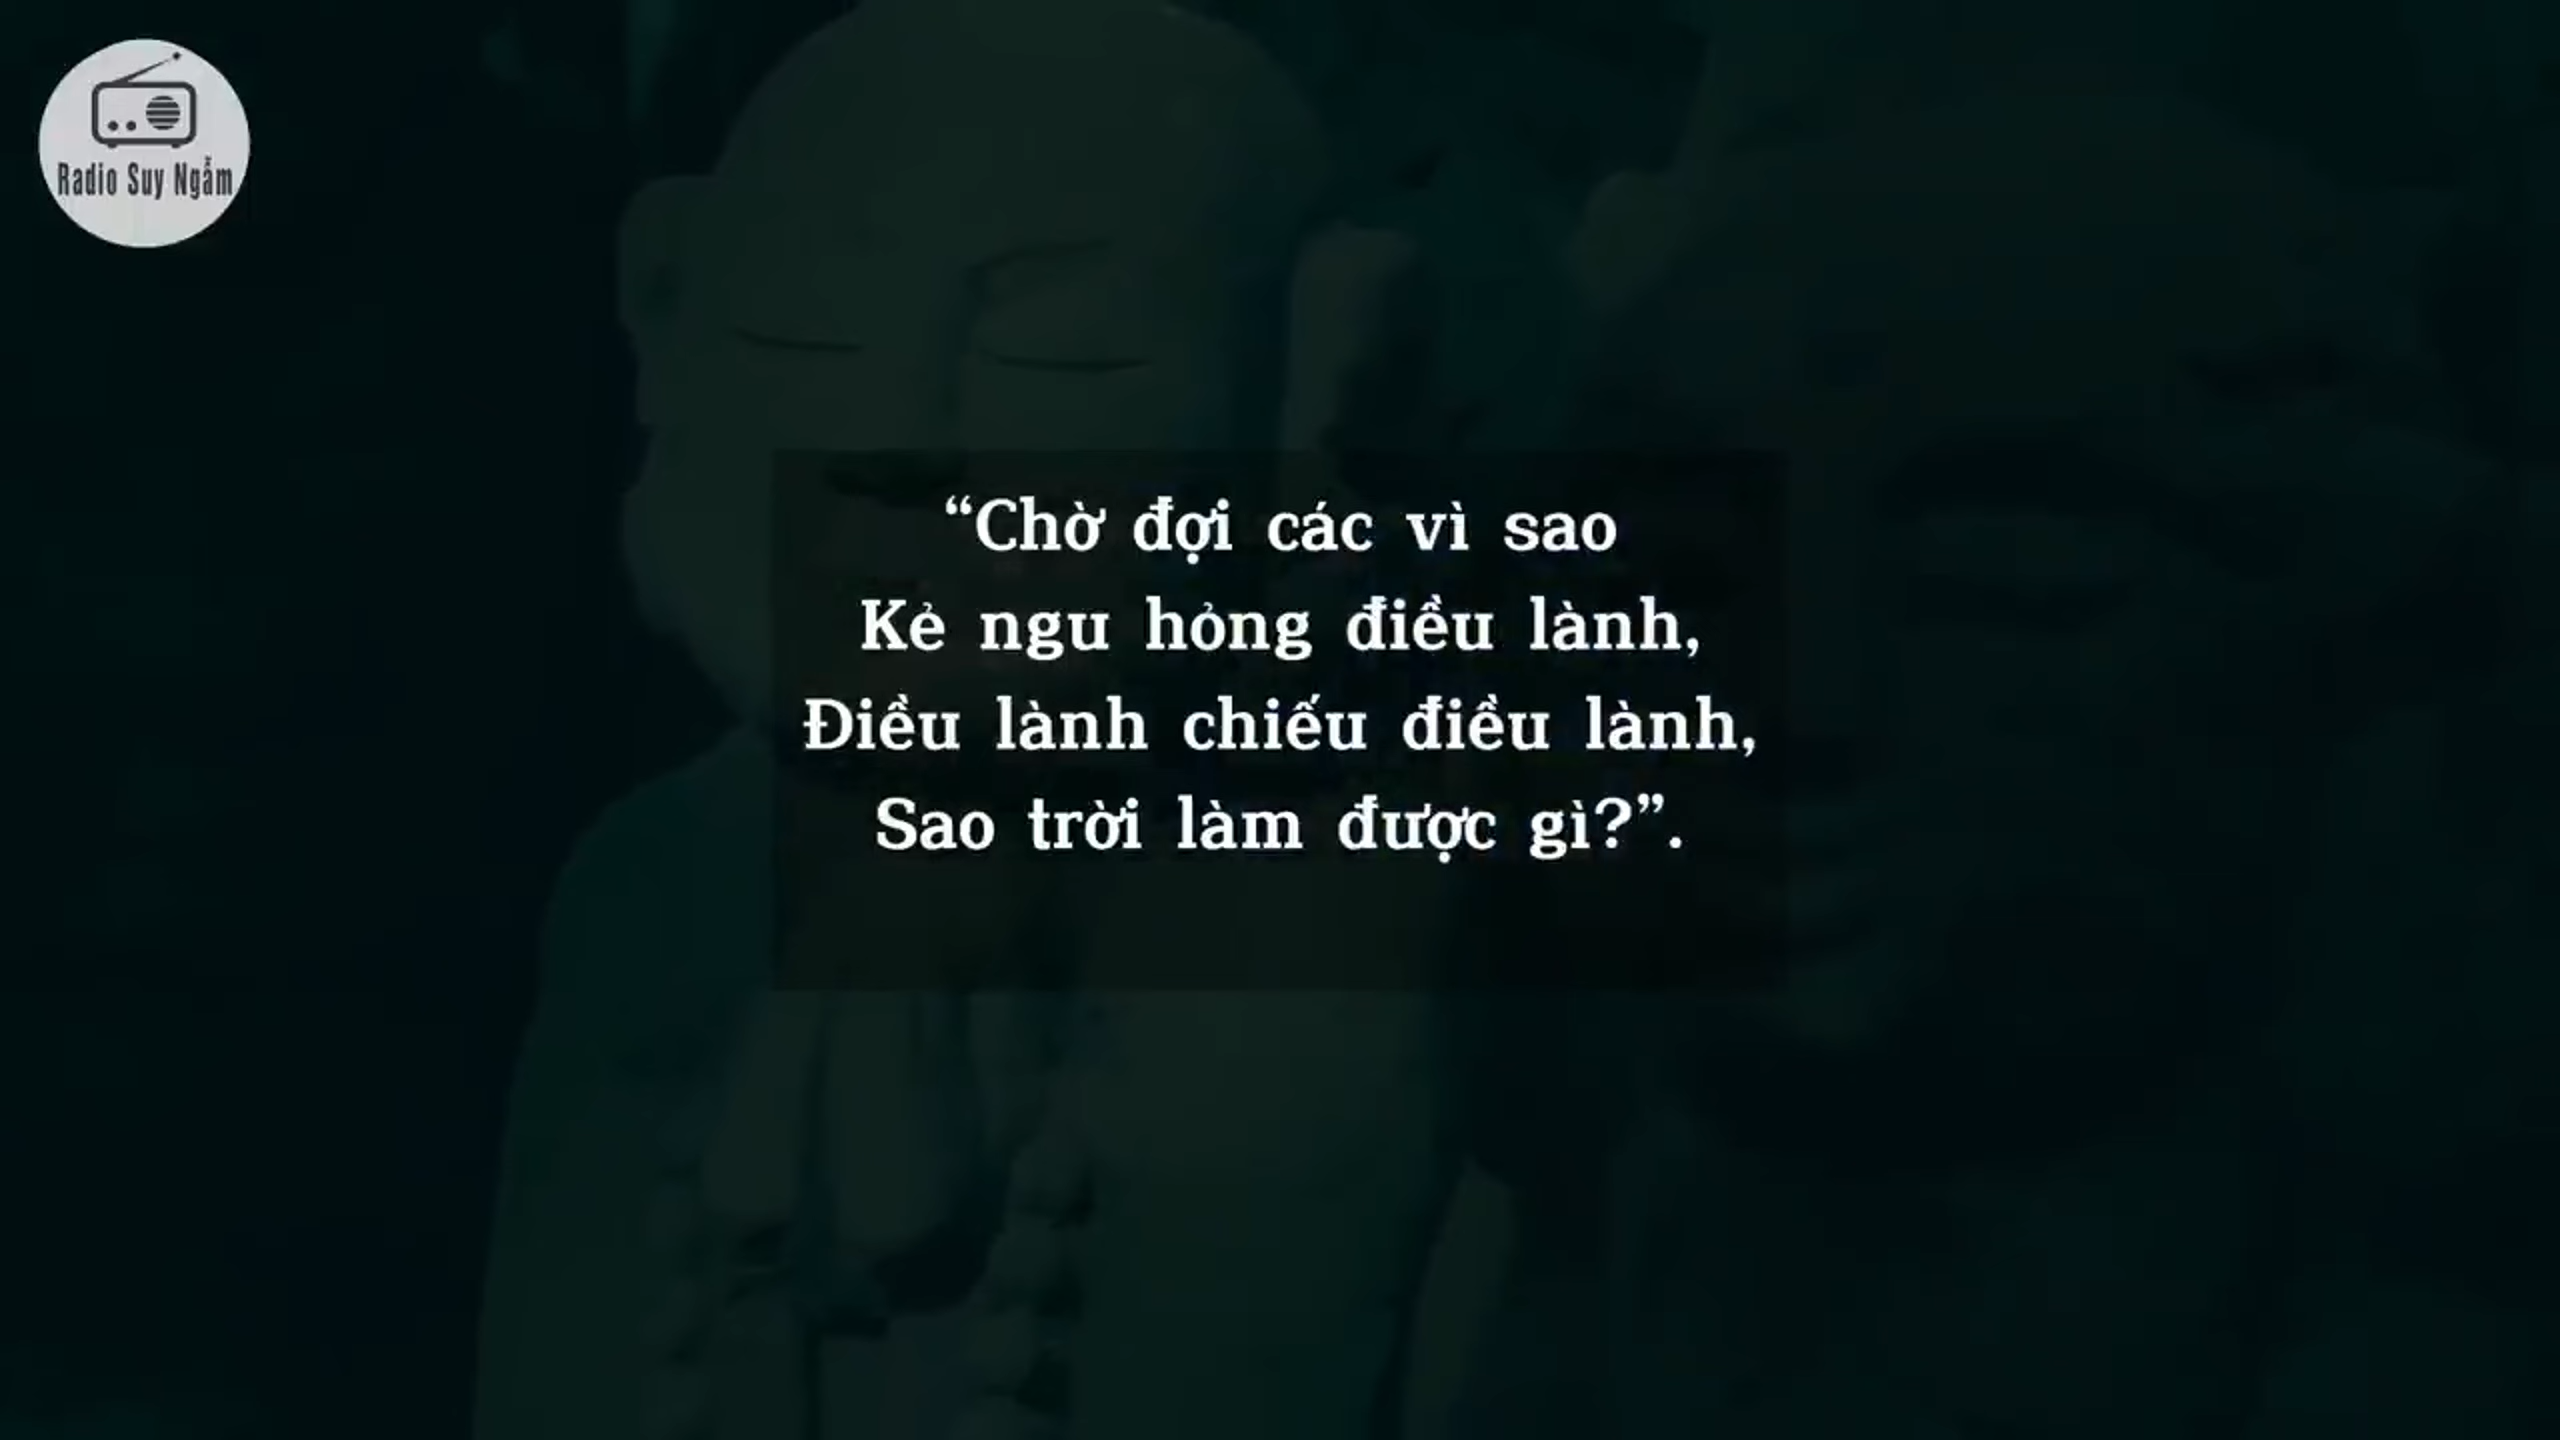 Radio Suy Ngẫm
“Chờ đợi các vì sao
Kẻ ngu hỏng điều lành,
Điều lành chiếu điều lành,
Sao trời làm được gì?”.